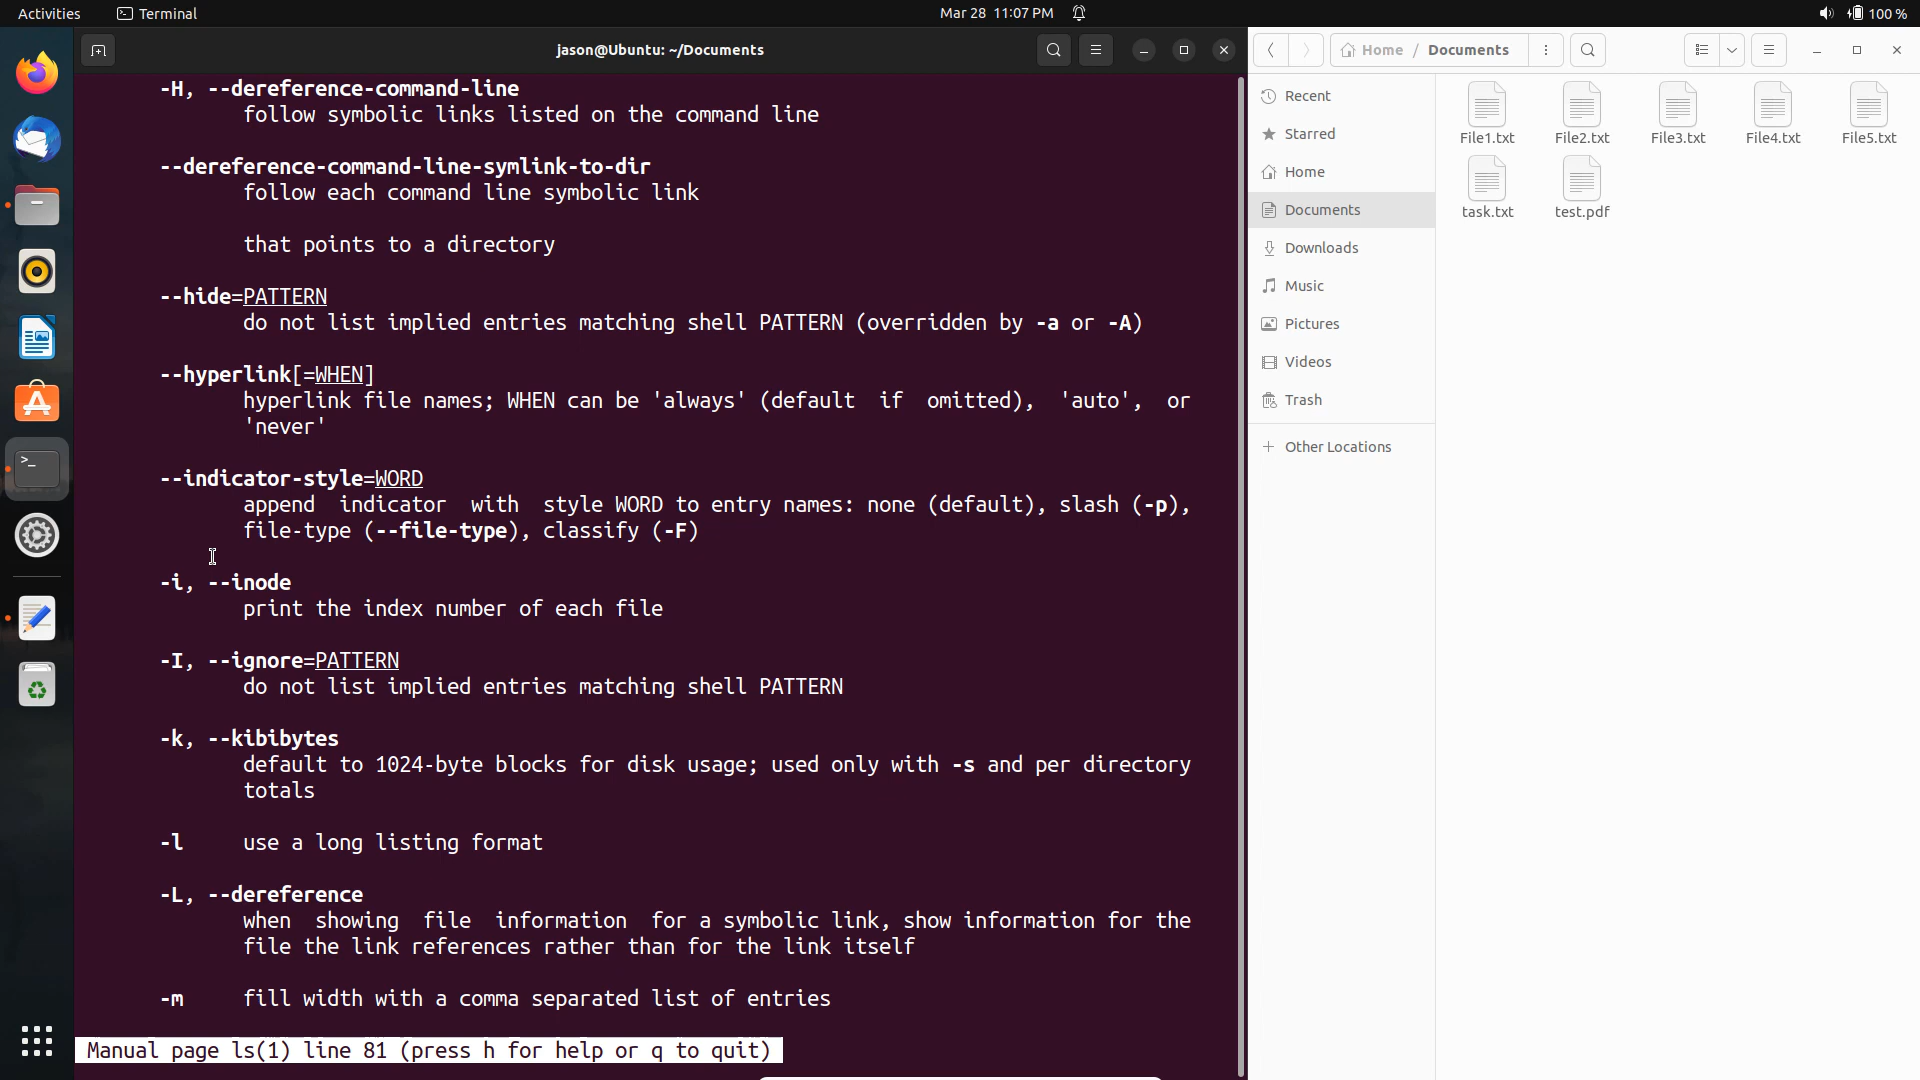 Activities
Terminal
Mar 28 11:07 PM
100 %
jason@Ubuntu: ~/Documents
-H, --dereference-command-line
follow symbolic links listed on the command line
--dereference-command-line-symlink-to-dir
follow each command line symbolic link
that points to a directory
--hide=PATTERN
do not list implied entries matching shell PATTERN (overridden by -a or -A)
--hyperlink[=WHEN]
hyperlink file names; WHEN can be 'always' (default if omitted), 'auto', or
'never'
--indicator-style=WORD
append indicator with style WORD to entry names: none (default), slash (-p),
file-type (--file-type), classify (-F)
-i, --inode
print the index number of each file
-I, --ignore=PATTERN
do not list implied entries matching shell PATTERN
-k, --kibibytes
default to 1024-byte blocks for disk usage; used only with -s and per directory
totals
-l use a long listing format
-L, --dereference
when showing file information for a symbolic link, show information for the
file the link references rather than for the link itself
-m fill width with a comma separated list of entries
Manual page ls(1) line 81 (press h for help or q to quit)
Home / Documents
Recent
Starred
Home
Documents
Downloads
Music
Pictures
Videos
Trash
+ Other Locations
File1.txt File2.txt File3.txt File4.txt File5.txt
task.txt test.pdf